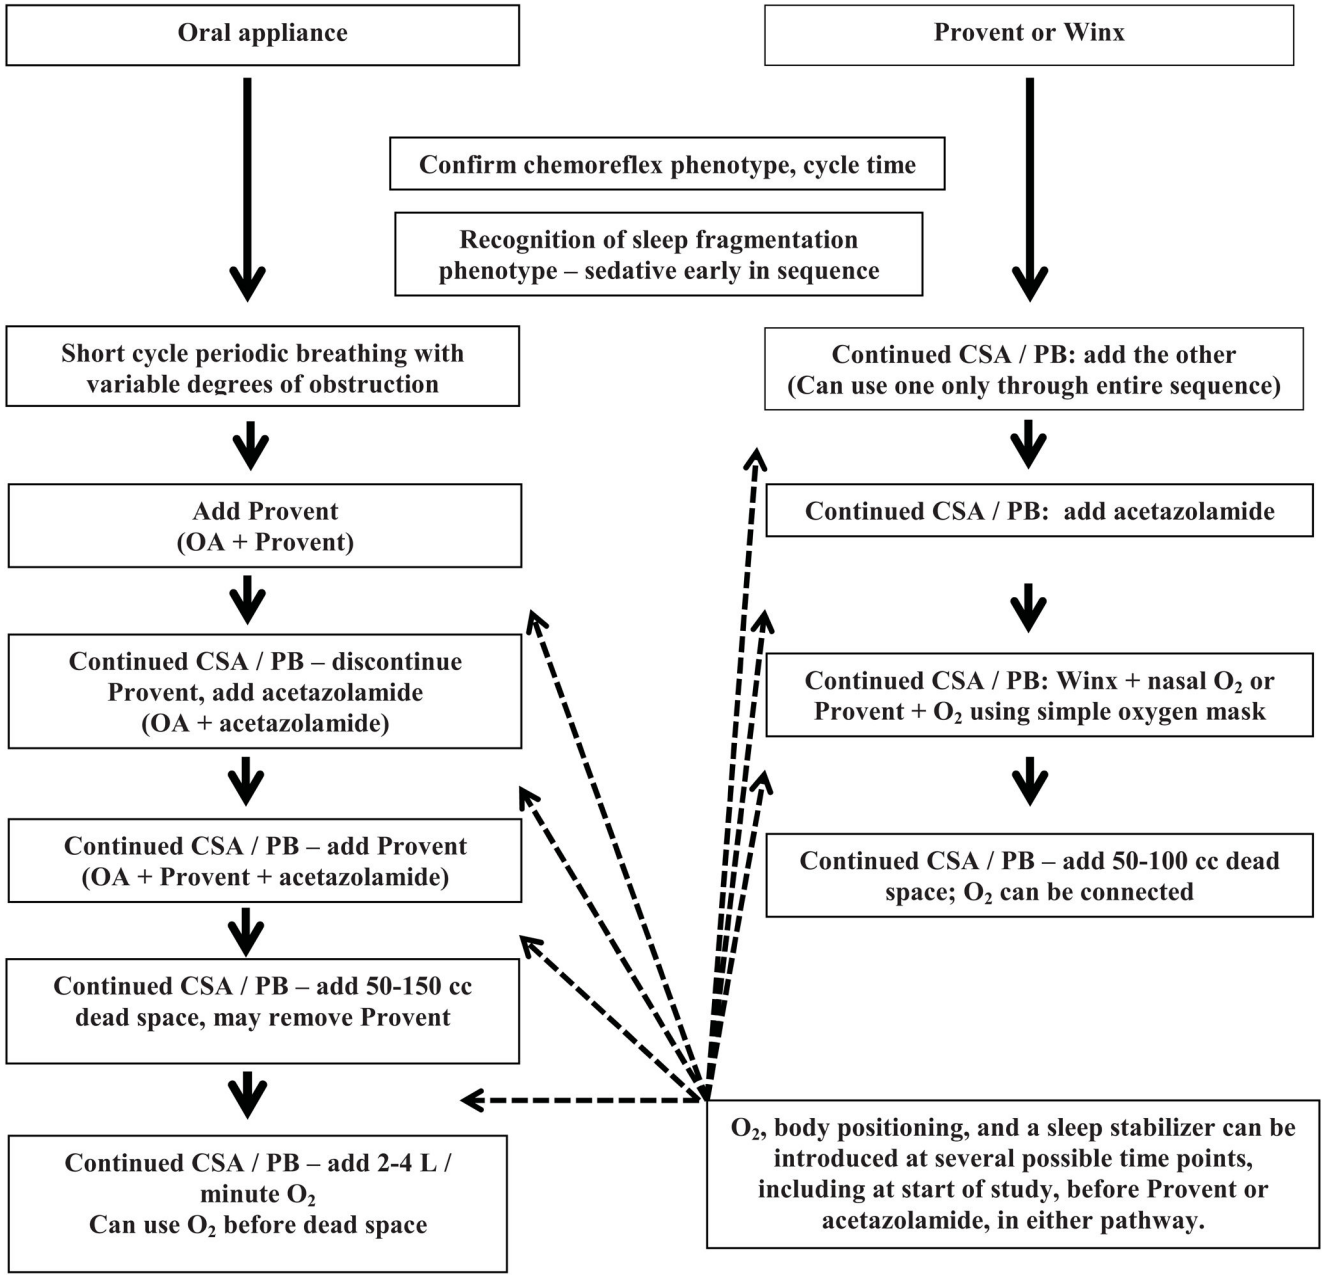 Oral appliance
Provent or Winx
Confirm chemoreflex phenotype, cycle time
Recognition of sleep fragmentation
phenotype – sedative early in sequence
Short cycle periodic breathing with
variable degrees of obstruction
Add Provent
(OA + Provent)
Continued CSA / PB – discontinue
Provent, add acetazolamide
(OA + acetazolamide)
Continued CSA / PB – add Provent
(OA + Provent + acetazolamide)
Continued CSA / PB – add 50-150 cc
dead space, may remove Provent
Continued CSA / PB – add 2-4 L /
minute O₂
Can use O₂ before dead space
Continued CSA / PB: add the other
(Can use one only through entire sequence)
Continued CSA / PB:  add acetazolamide
Continued CSA / PB: Winx + nasal O₂ or
Provent + O₂ using simple oxygen mask
Continued CSA / PB – add 50-100 cc dead
space; O₂ can be connected
O₂, body positioning, and a sleep stabilizer can be
introduced at several possible time points,
including at start of study, before Provent or
acetazolamide, in either pathway.